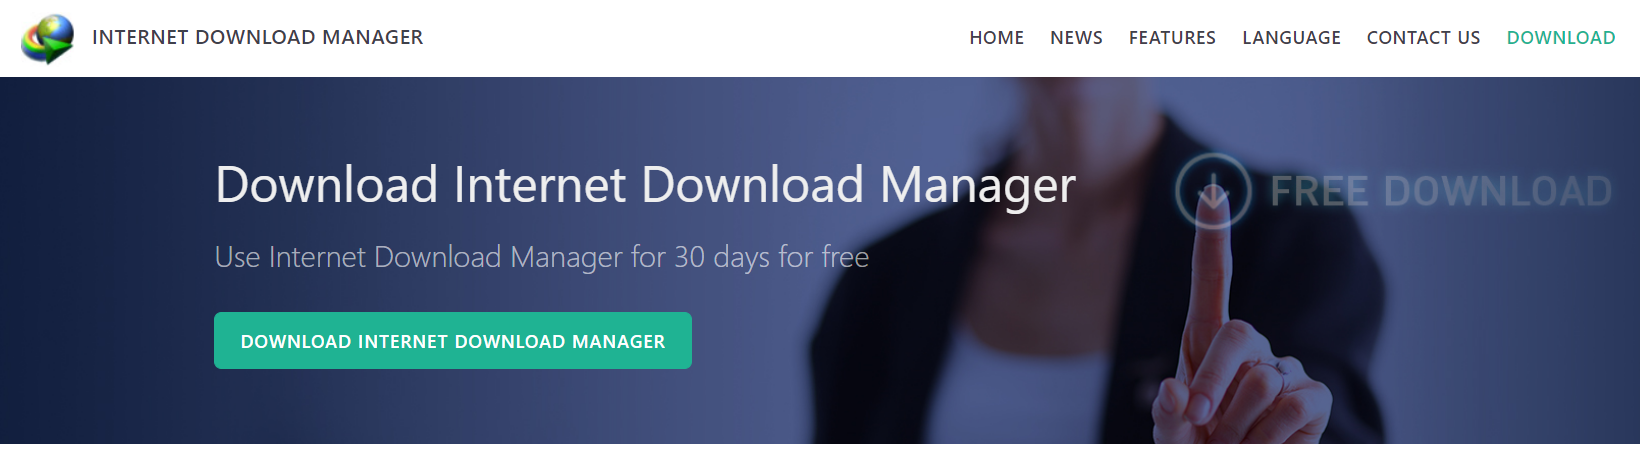 INTERNET DOWNLOAD MANAGER
HOME NEWS FEATURES LANGUAGE CONTACT US DOWNLOAD
Download Internet Download Manager
FREE DOWNLOAD
Use Internet Download Manager for 30 days for free
DOWNLOAD INTERNET DOWNLOAD MANAGER